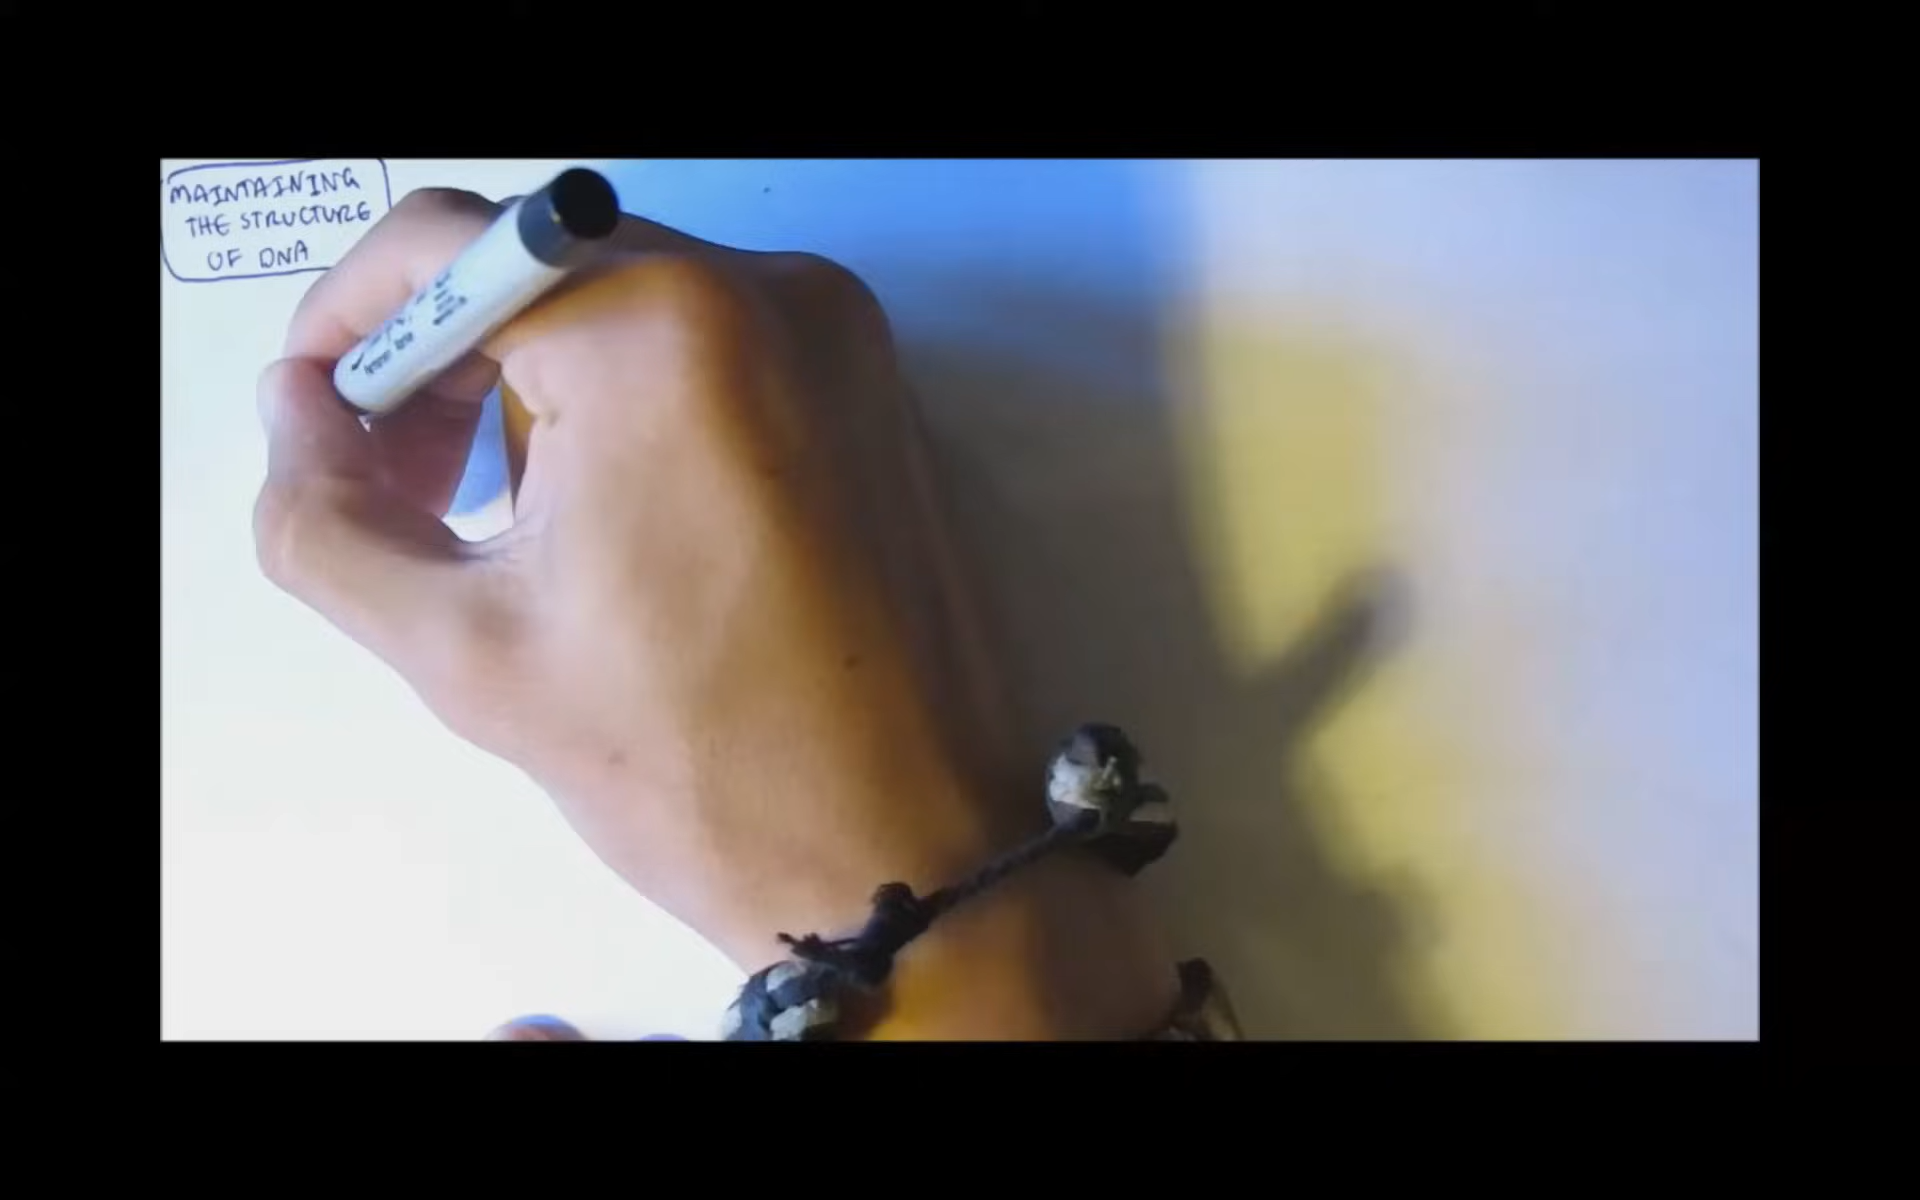 MAINTAINING
THE STRUCTURE
OF DNA